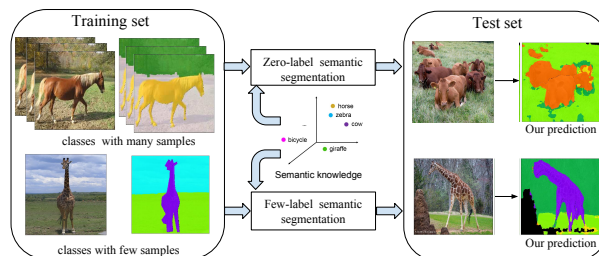 Training set
classes with many samples
classes with few samples
Zero-label semantic
segmentation
horse
zebra
cow
bicycle
giraffe
Semantic knowledge
Few-label semantic
segmentation
Test set
Our prediction
Our prediction